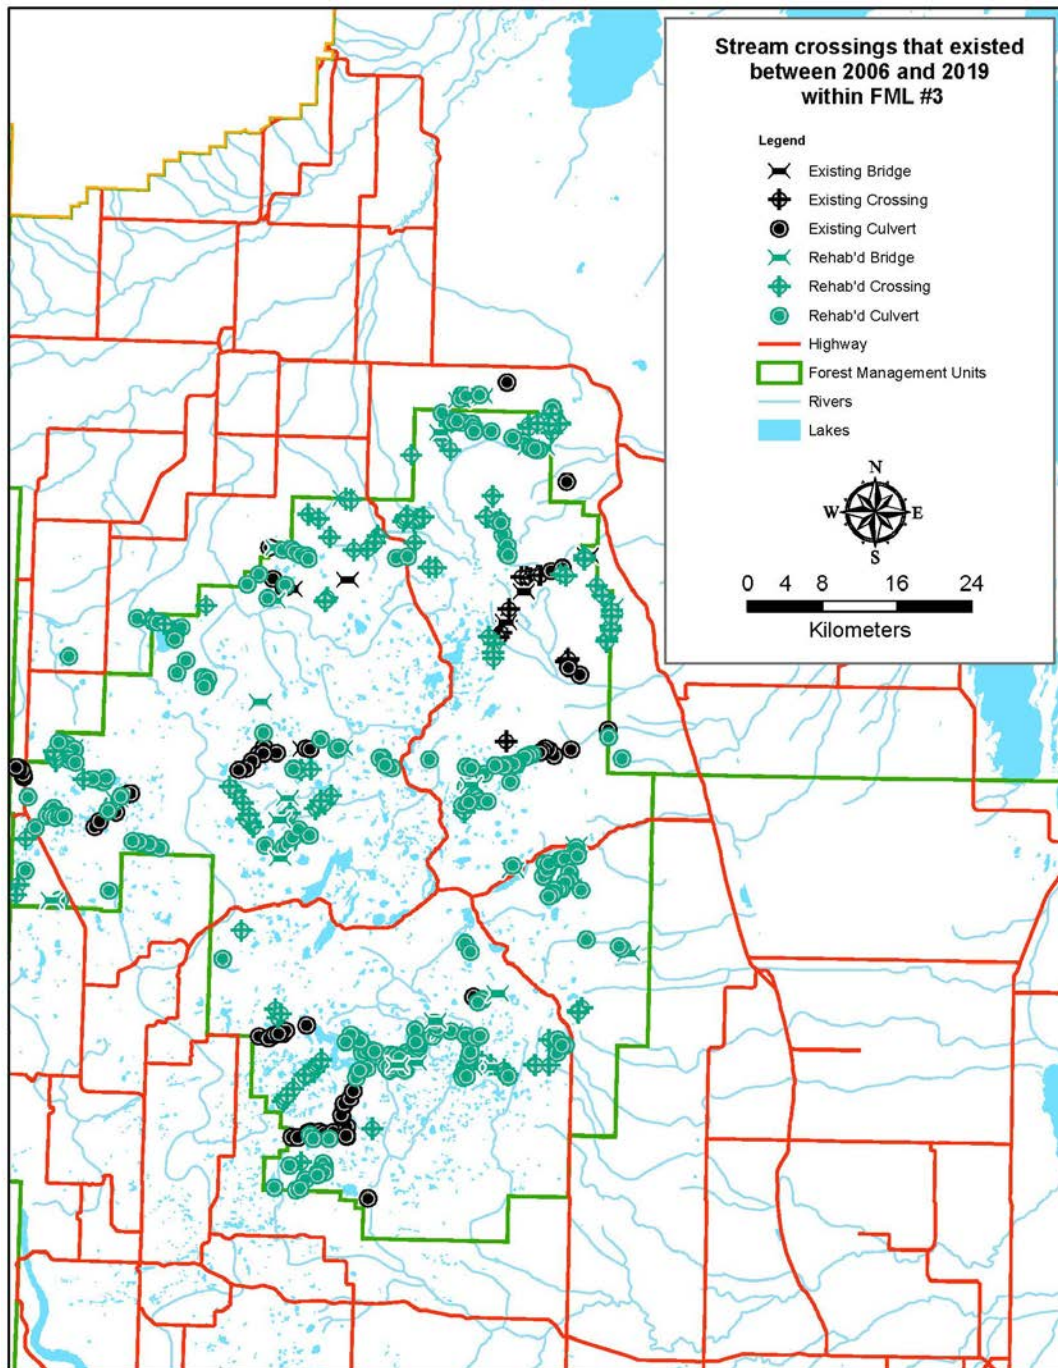 Stream crossings that existed
between 2006 and 2019
within FML #3
Legend
Existing Bridge
Existing Crossing
Existing Culvert
Rehab'd Bridge
Rehab'd Crossing
Rehab'd Culvert
Highway
Forest Management Units
Rivers
Lakes
N
W E
S
0 4 8 16 24
Kilometers